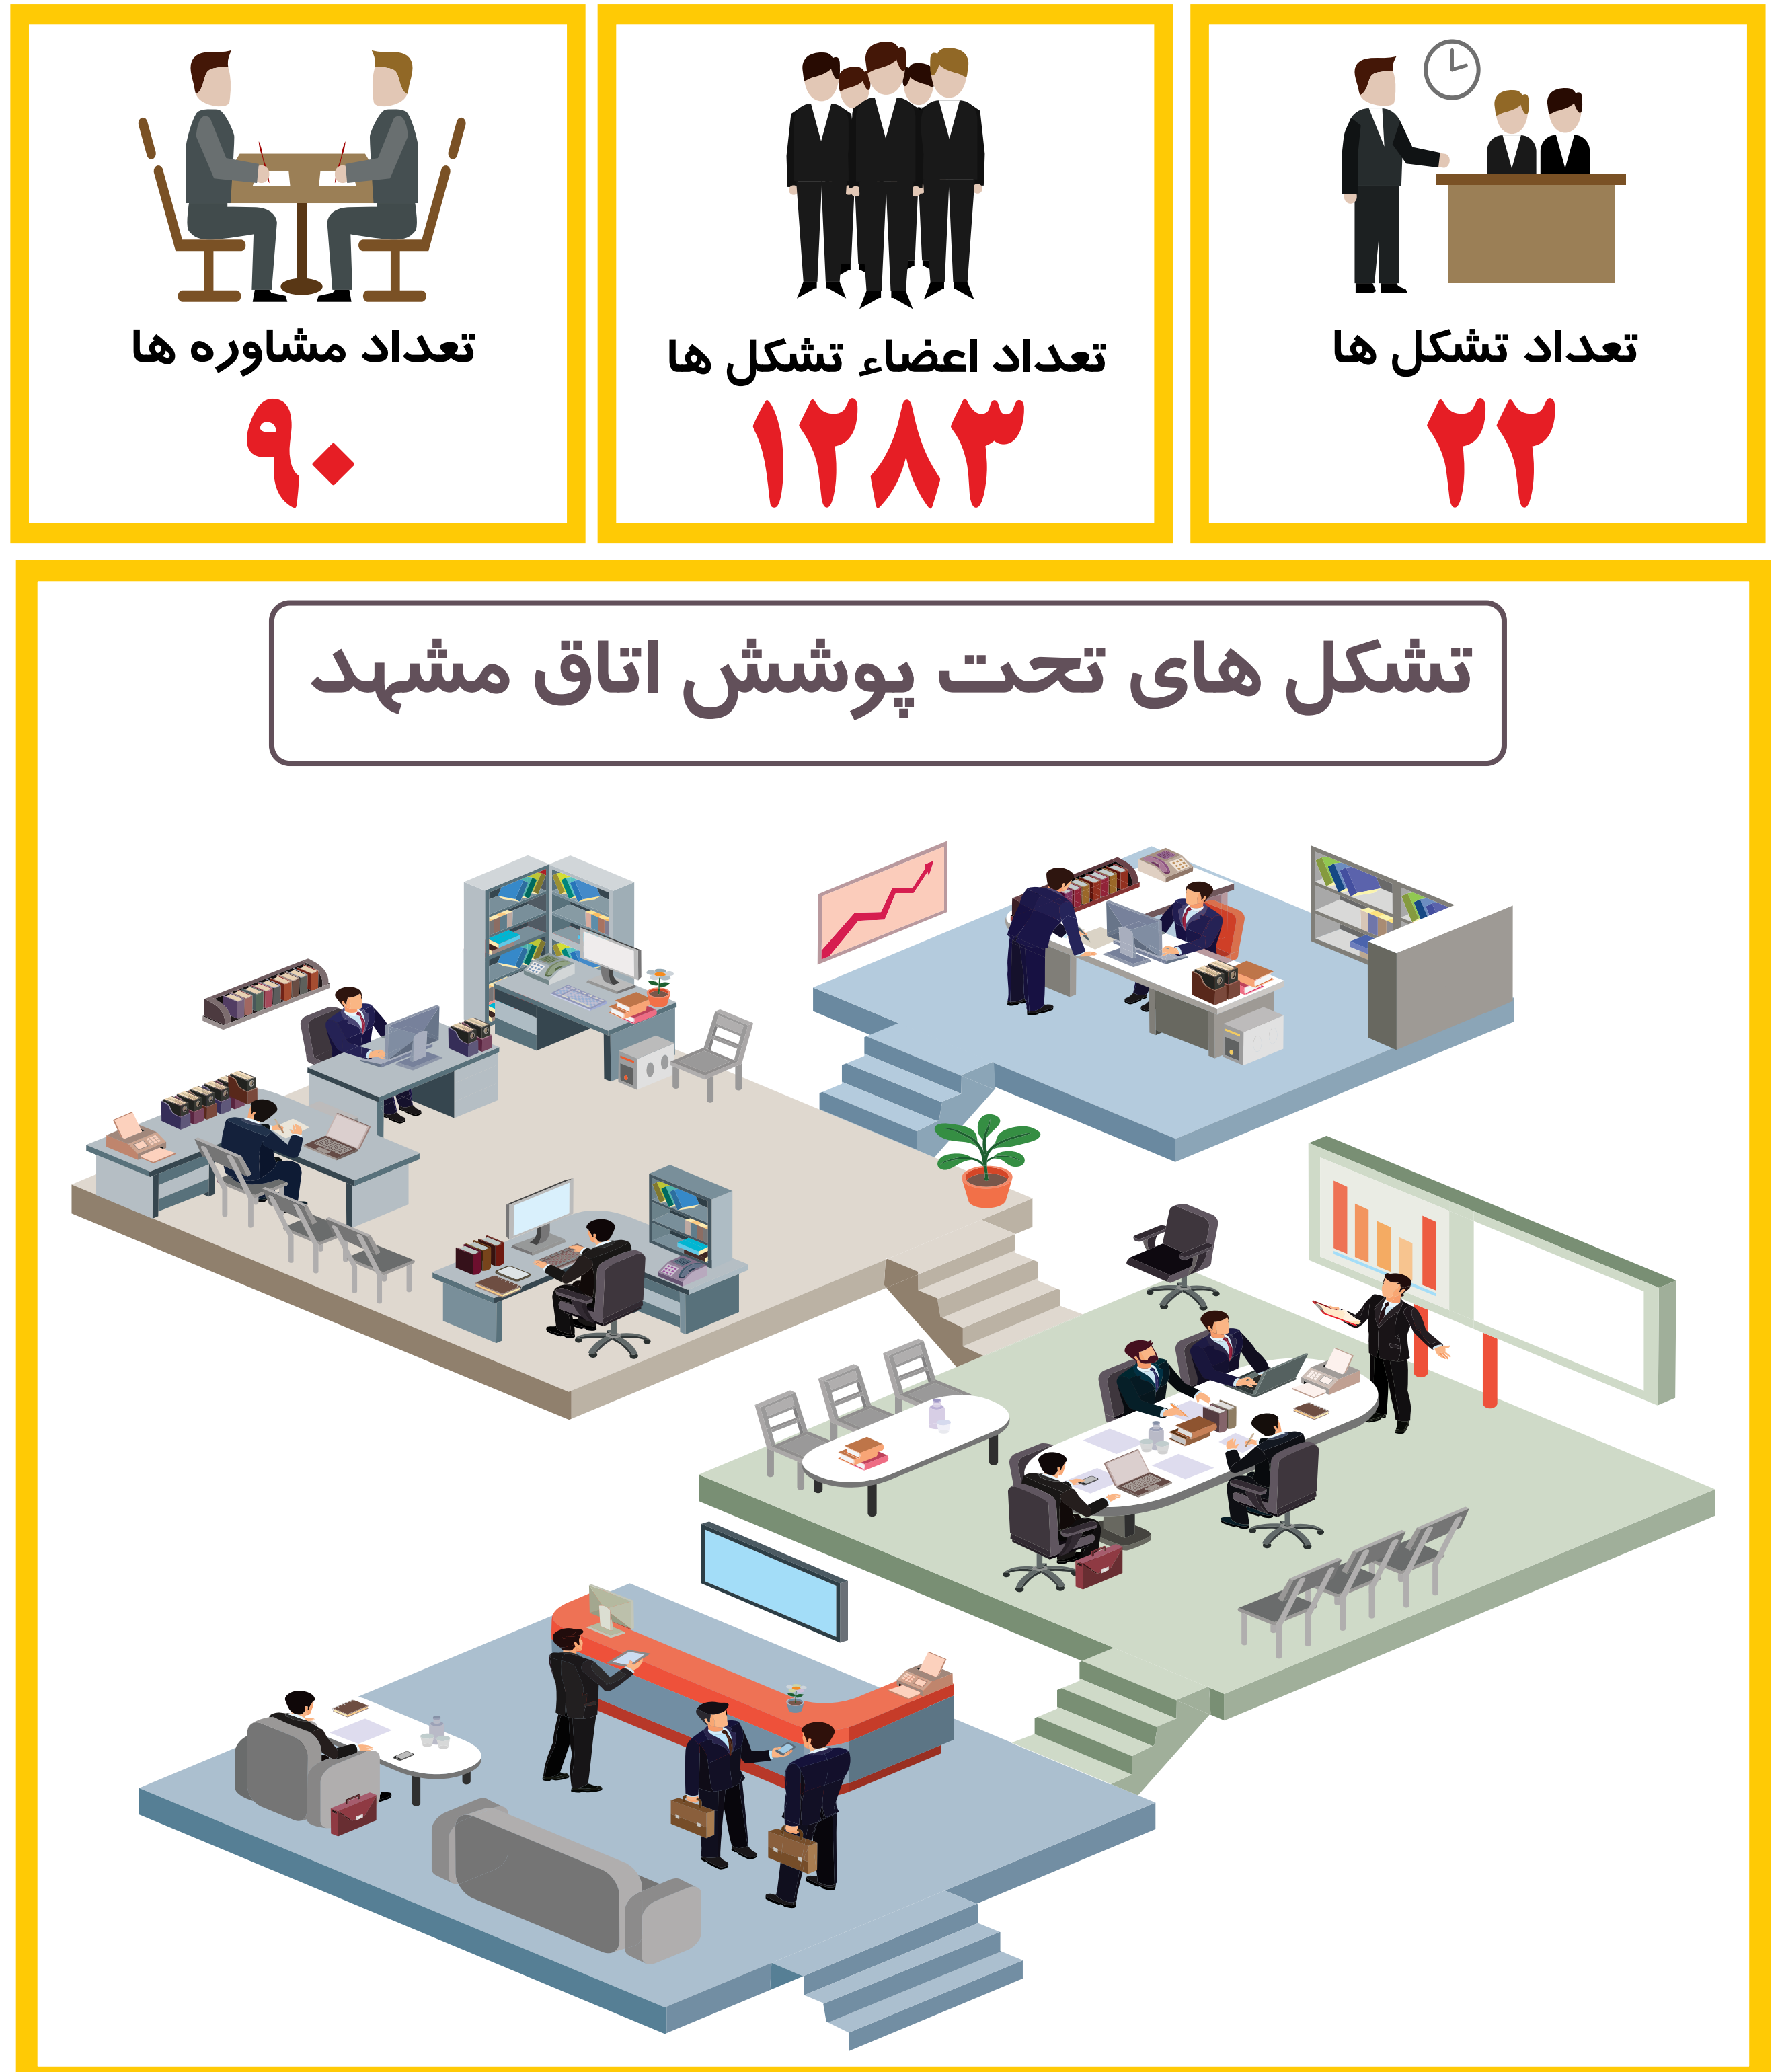 تعداد تشکل ها
۲۲
تعداد اعضاء تشکل ها
۱۲۸۳
تعداد مشاوره ها
۹۰
تشکل های تحت پوشش اتاق مشهد